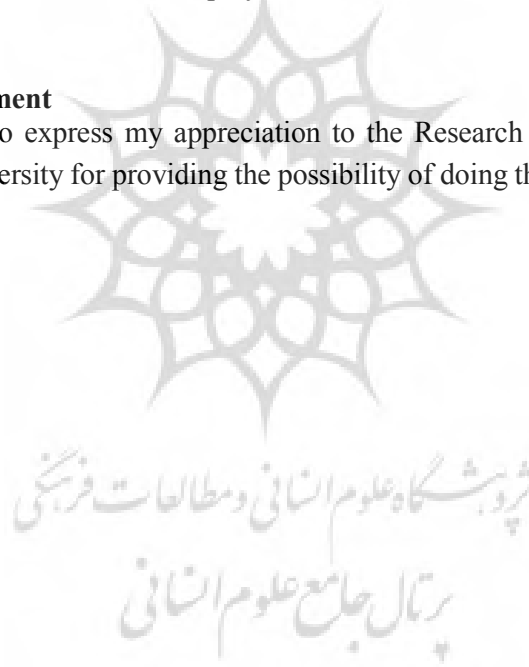 ment
o express my appreciation to the Research
ersity for providing the possibility of doing th
پژوهشگاه علوم انسانی و مطالعات فرهنگی
پرتال جامع علوم انسانی